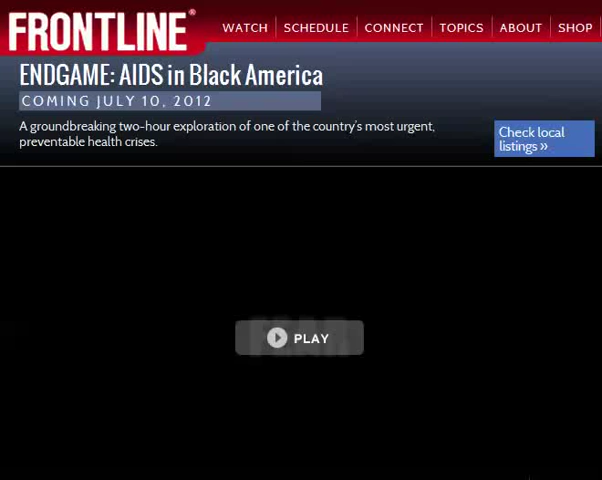 FRONTLINE®
WATCH SCHEDULE CONNECT TOPICS ABOUT SHOP
ENDGAME: AIDS in Black America
COMING JULY 10, 2012
A groundbreaking two-hour exploration of one of the country's most urgent,
preventable health crises.
Check local
listings »
PLAY